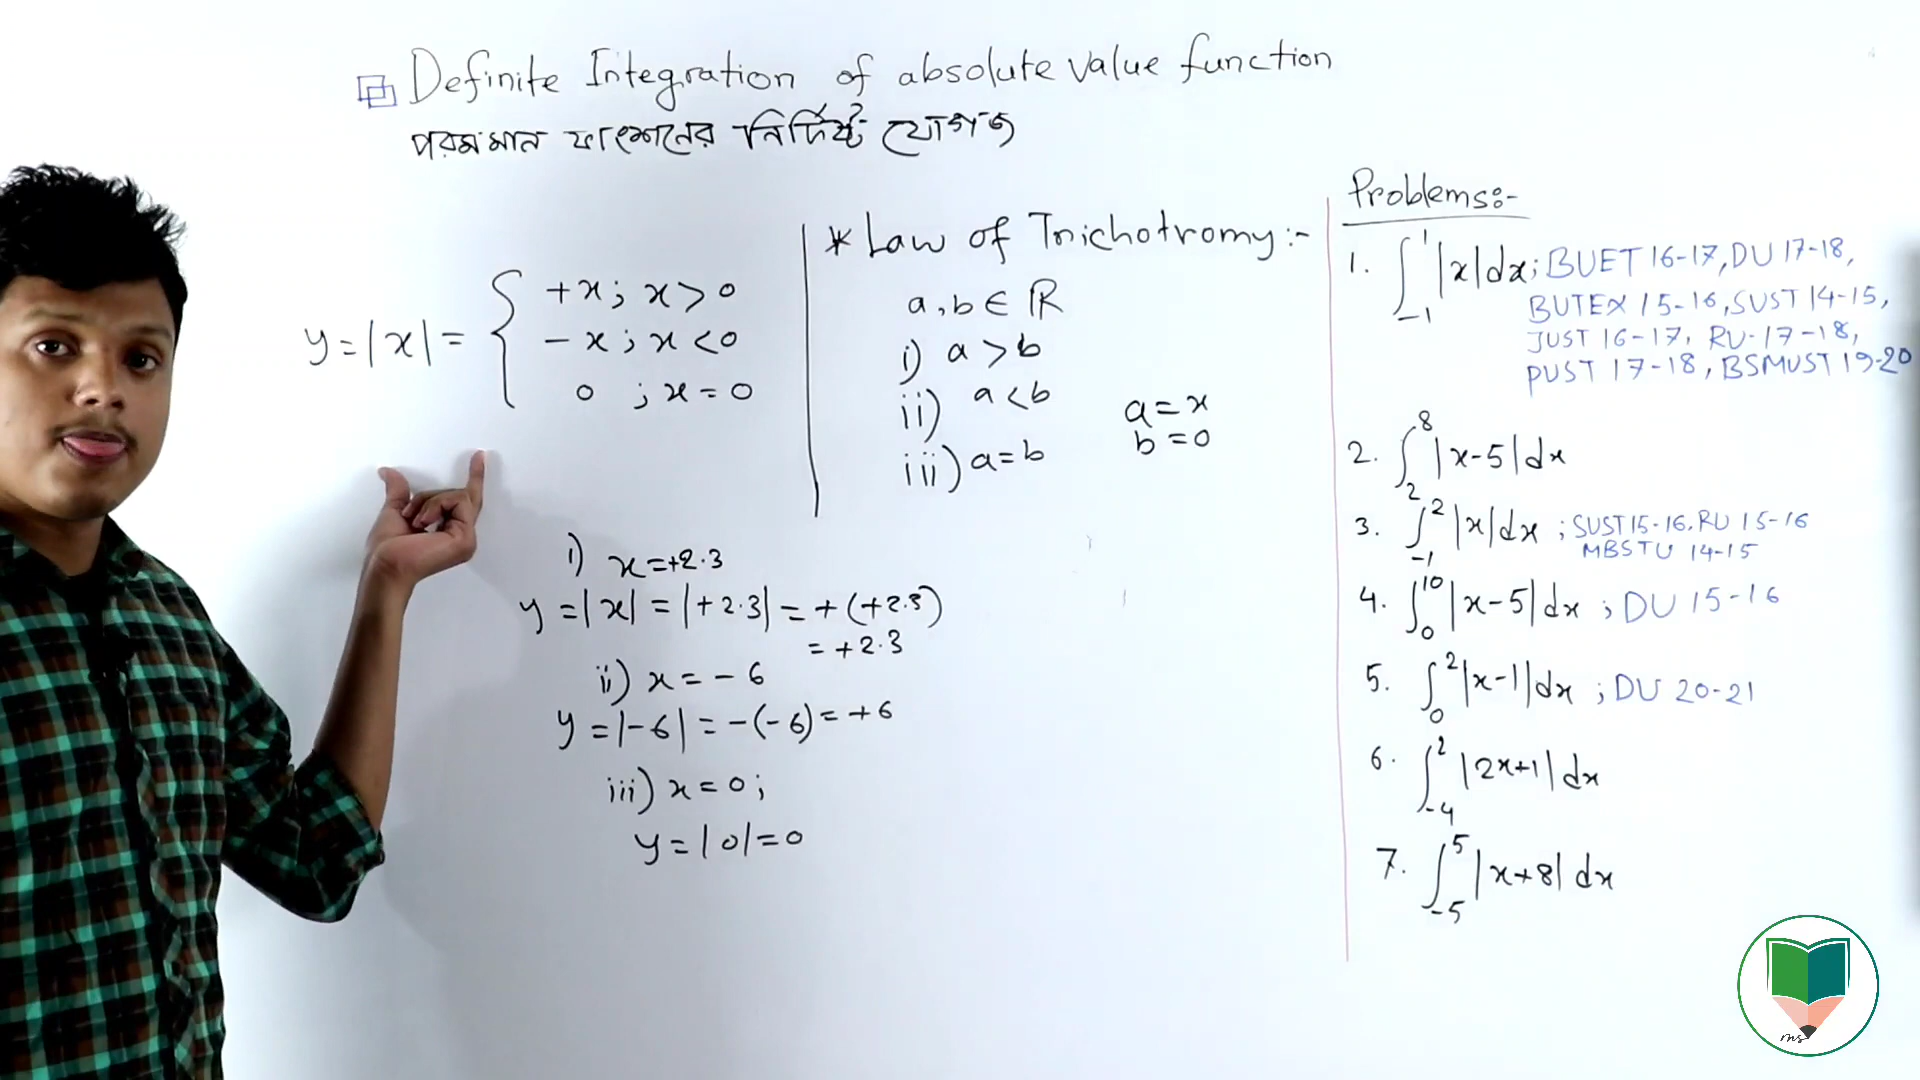 Definite Integration of absolute value function
পরমমান ফাংশনের নির্দিষ্ট যোগজ
y = |x| = { +x ; x > 0
- x ; x < 0
0 ; x = 0
* Law of Trichotromy :-
a, b ∈ ℝ
i) a > b
ii) a < b
iii) a = b
a = x
b = 0
i) x = +2.3
y = |x| = |+2.3| = + (+2.3)
= +2.3
ii) x = - 6
y = |-6| = -(-6) = +6
iii) x = 0 ;
y = |0| = 0
Problems:-
1. ∫₋₁¹ |x| dx ; BUET 16-17, DU 17-18,
BUTEX 15-16, SUST 14-15,
JUST 16-17, RU-17-18,
PUST 17-18, BSMUST 19-20
2. ∫₂⁸ |x-5| dx
3. ∫₋₁² |x| dx ; SUST 15-16, RU 15-16
MBSTU 14-15
4. ∫₀¹⁰ |x-5| dx ; DU 15-16
5. ∫₀² |x-1| dx ; DU 20-21
6. ∫₋₄² |2x+1| dx
7. ∫₋₅⁵ |x+8| dx
ms